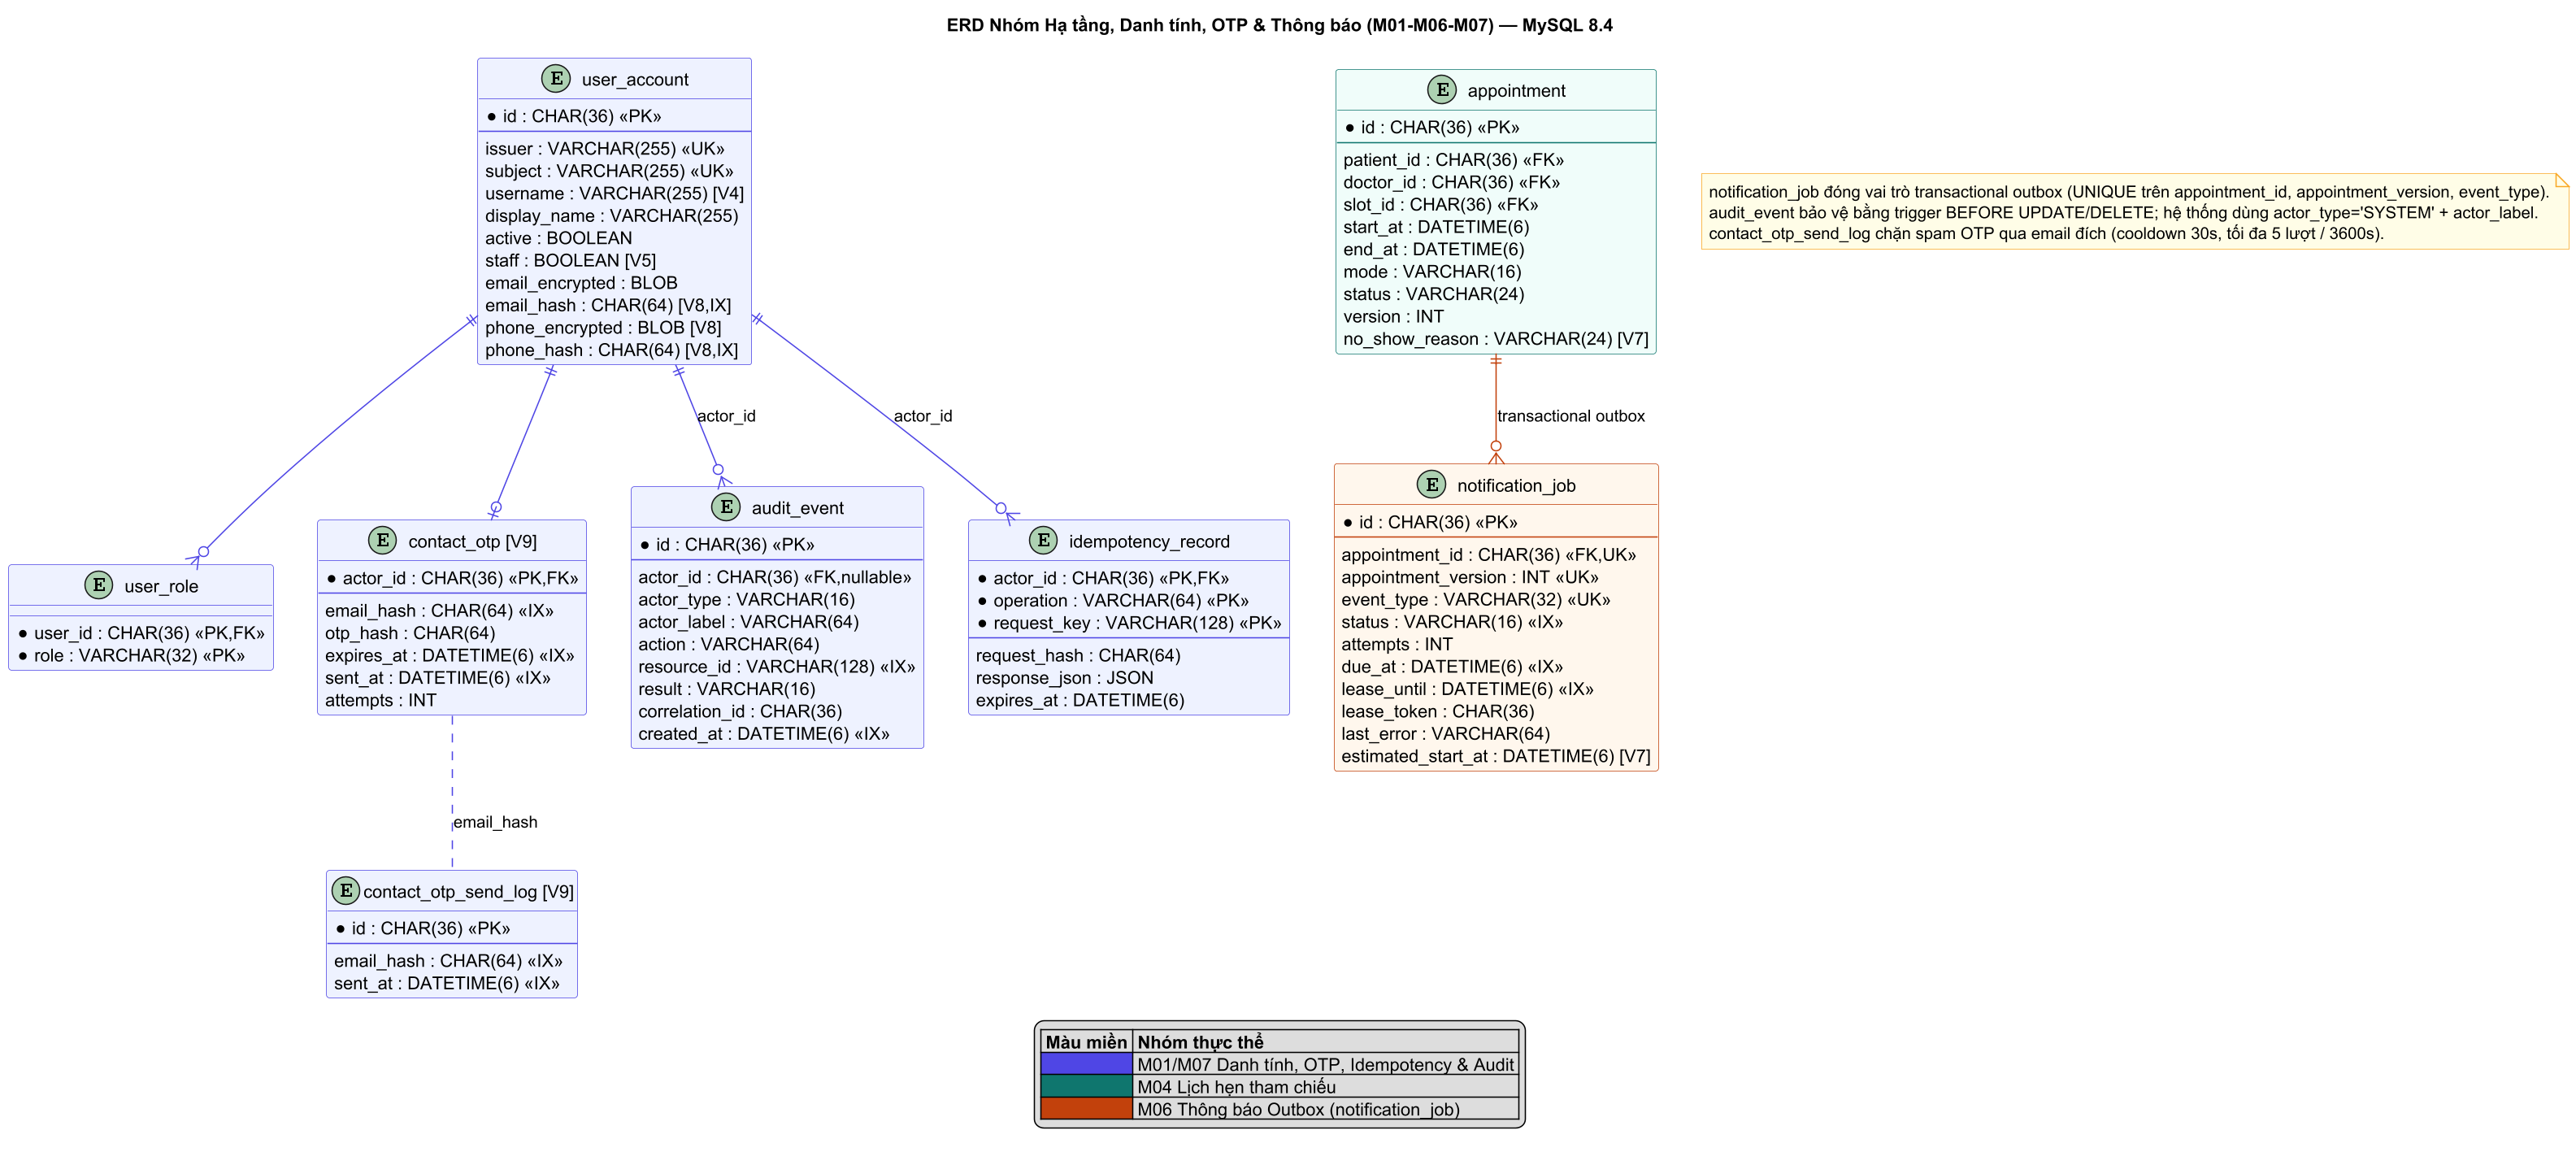 ERD Nhóm Hạ tầng, Danh tính, OTP & Thông báo (M01-M06-M07) — MySQL 8.4
E user_account
id : CHAR(36) «PK»
issuer : VARCHAR(255) «UK»
subject : VARCHAR(255) «UK»
username : VARCHAR(255) [V4]
display_name : VARCHAR(255)
active : BOOLEAN
staff : BOOLEAN [V5]
email_encrypted : BLOB
email_hash : CHAR(64) [V8,IX]
phone_encrypted : BLOB [V8]
phone_hash : CHAR(64) [V8,IX]
E appointment
id : CHAR(36) «PK»
patient_id : CHAR(36) «FK»
doctor_id : CHAR(36) «FK»
slot_id : CHAR(36) «FK»
start_at : DATETIME(6)
end_at : DATETIME(6)
mode : VARCHAR(16)
status : VARCHAR(24)
version : INT
no_show_reason : VARCHAR(24) [V7]
notification_job đóng vai trò transactional outbox (UNIQUE trên appointment_id, appointment_version, event_type).
audit_event bảo vệ bằng trigger BEFORE UPDATE/DELETE; hệ thống dùng actor_type='SYSTEM' + actor_label.
contact_otp_send_log chặn spam OTP qua email đích (cooldown 30s, tối đa 5 lượt / 3600s).
actor_id
actor_id
transactional outbox
E user_role
user_id : CHAR(36) «PK,FK»
role : VARCHAR(32) «PK»
E contact_otp [V9]
actor_id : CHAR(36) «PK,FK»
email_hash : CHAR(64) «IX»
otp_hash : CHAR(64)
expires_at : DATETIME(6) «IX»
sent_at : DATETIME(6) «IX»
attempts : INT
E audit_event
id : CHAR(36) «PK»
actor_id : CHAR(36) «FK,nullable»
actor_type : VARCHAR(16)
actor_label : VARCHAR(64)
action : VARCHAR(64)
resource_id : VARCHAR(128) «IX»
result : VARCHAR(16)
correlation_id : CHAR(36)
created_at : DATETIME(6) «IX»
E idempotency_record
actor_id : CHAR(36) «PK,FK»
operation : VARCHAR(64) «PK»
request_key : VARCHAR(128) «PK»
request_hash : CHAR(64)
response_json : JSON
expires_at : DATETIME(6)
E notification_job
id : CHAR(36) «PK»
appointment_id : CHAR(36) «FK,UK»
appointment_version : INT «UK»
event_type : VARCHAR(32) «UK»
status : VARCHAR(16) «IX»
attempts : INT
due_at : DATETIME(6) «IX»
lease_until : DATETIME(6) «IX»
lease_token : CHAR(36)
last_error : VARCHAR(64)
estimated_start_at : DATETIME(6) [V7]
email_hash
E contact_otp_send_log [V9]
id : CHAR(36) «PK»
email_hash : CHAR(64) «IX»
sent_at : DATETIME(6) «IX»
Màu miền Nhóm thực thể
M01/M07 Danh tính, OTP, Idempotency & Audit
M04 Lịch hẹn tham chiếu
M06 Thông báo Outbox (notification_job)